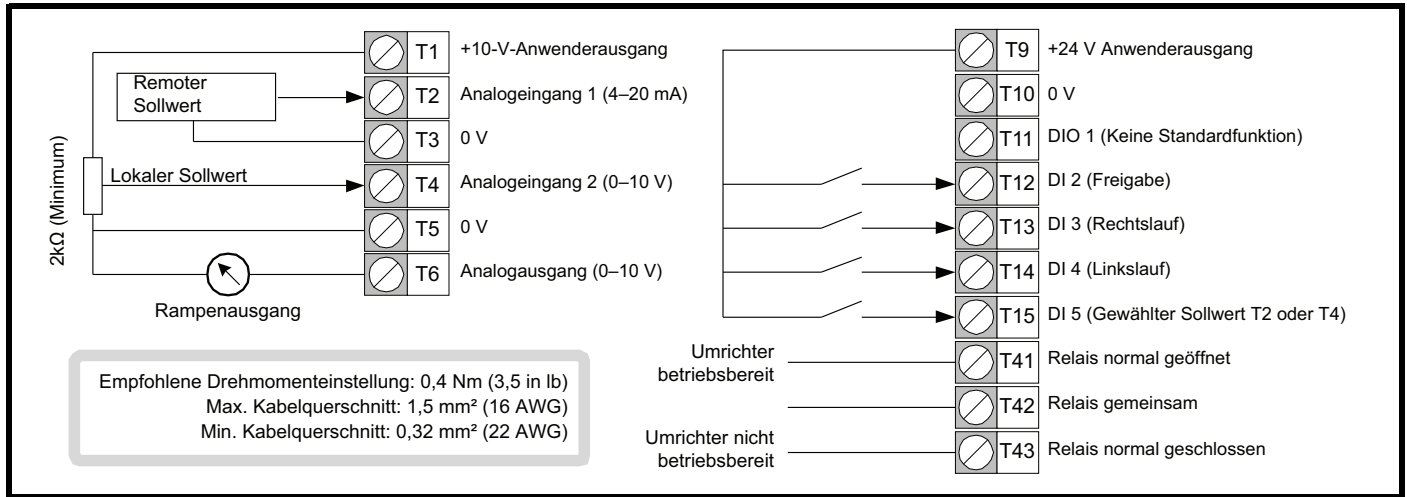 T1 +10-V-Anwenderausgang
Remoter
Sollwert
T2 Analogeingang 1 (4–20 mA)
T3 0 V
2kΩ (Minimum)
Lokaler Sollwert
T4 Analogeingang 2 (0–10 V)
T5 0 V
T6 Analogausgang (0–10 V)
Rampenausgang
Empfohlene Drehmomenteinstellung: 0,4 Nm (3,5 in lb)
Max. Kabelquerschnitt: 1,5 mm² (16 AWG)
Min. Kabelquerschnitt: 0,32 mm² (22 AWG)
T9 +24 V Anwenderausgang
T10 0 V
T11 DIO 1 (Keine Standardfunktion)
T12 DI 2 (Freigabe)
T13 DI 3 (Rechtslauf)
T14 DI 4 (Linkslauf)
T15 DI 5 (Gewählter Sollwert T2 oder T4)
Umrichter
betriebsbereit
T41 Relais normal geöffnet
T42 Relais gemeinsam
Umrichter nicht
betriebsbereit
T43 Relais normal geschlossen